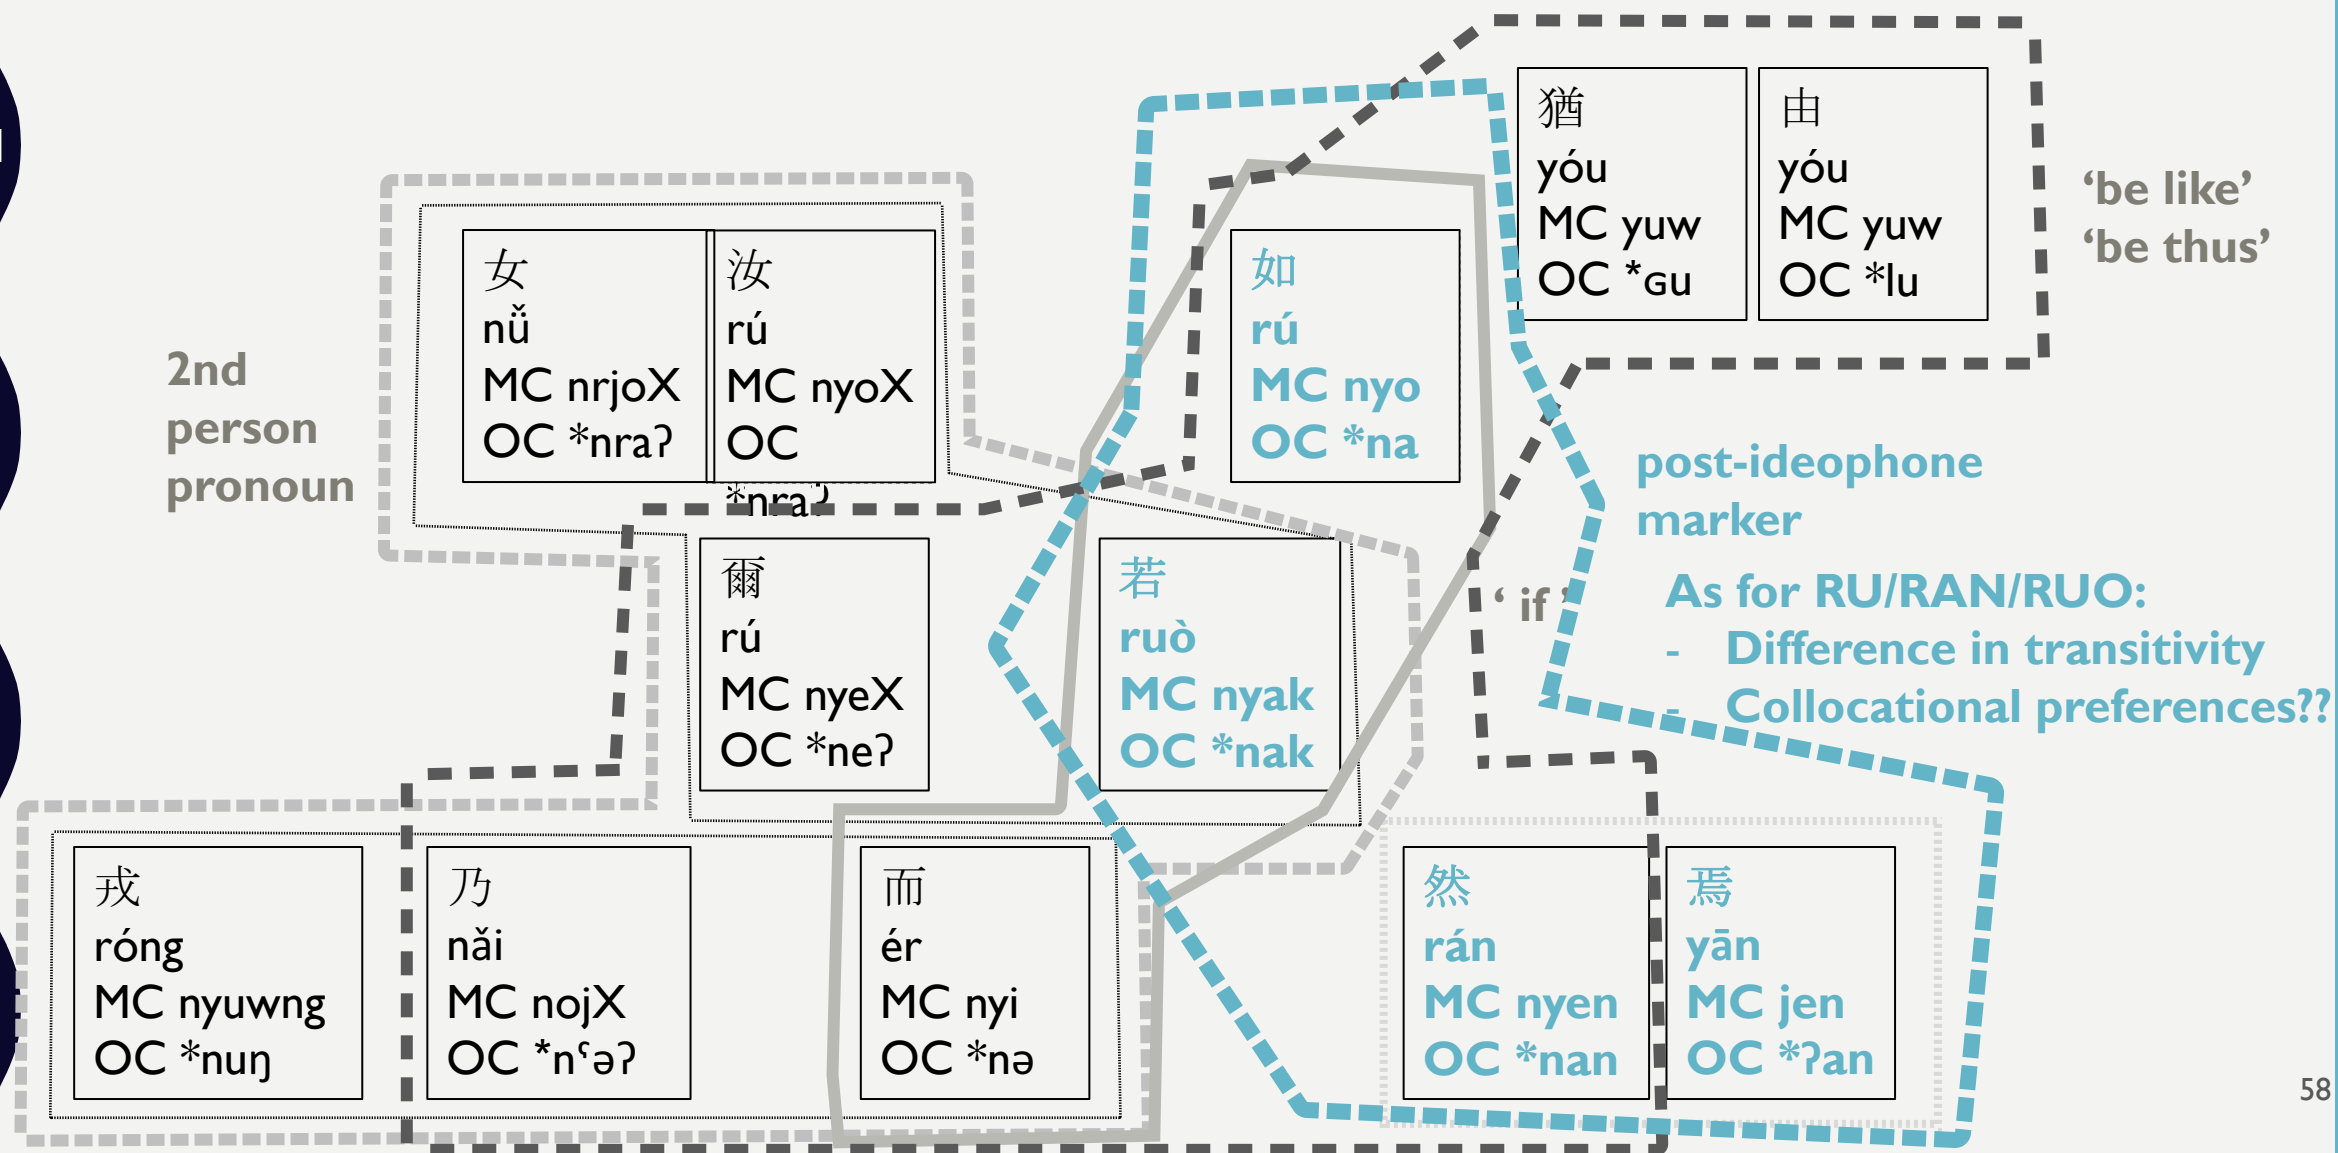 猶
yóu
MC yuw
OC *ɢu
由
yóu
MC yuw
OC *lu
‘be like’
‘be thus’
2nd
person
pronoun
女
nǚ
MC nrjoX
OC *nraʔ
汝
rú
MC nyoX
OC
*nraʔ
如
rú
MC nyo
OC *na
post-ideophone
marker
爾
rú
MC nyeX
OC *neʔ
若
ruò
MC nyak
OC *nak
‘ if ’
As for RU/RAN/RUO:
- Difference in transitivity
- Collocational preferences??
戎
róng
MC nyuwng
OC *nuŋ
乃
nǎi
MC nojX
OC *nˤəʔ
而
ér
MC nyi
OC *nə
然
rán
MC nyen
OC *nan
焉
yān
MC jen
OC *ʔan
58